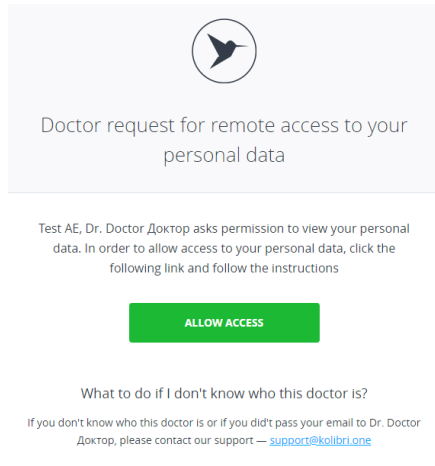 Doctor request for remote access to your
personal data
Test AE, Dr. Doctor Доктор asks permission to view your personal
data. In order to allow access to your personal data, click the
following link and follow the instructions
ALLOW ACCESS
What to do if I don't know who this doctor is?
If you don't know who this doctor is or if you did't pass your email to Dr. Doctor
Доктор, please contact our support — support@kolibri.one